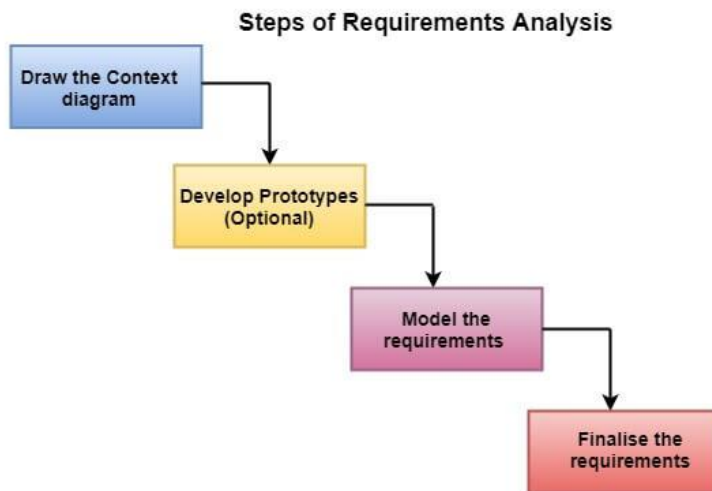 Steps of Requirements Analysis
Draw the Context
diagram
Develop Prototypes
(Optional)
Model the
requirements
Finalise the
requirements